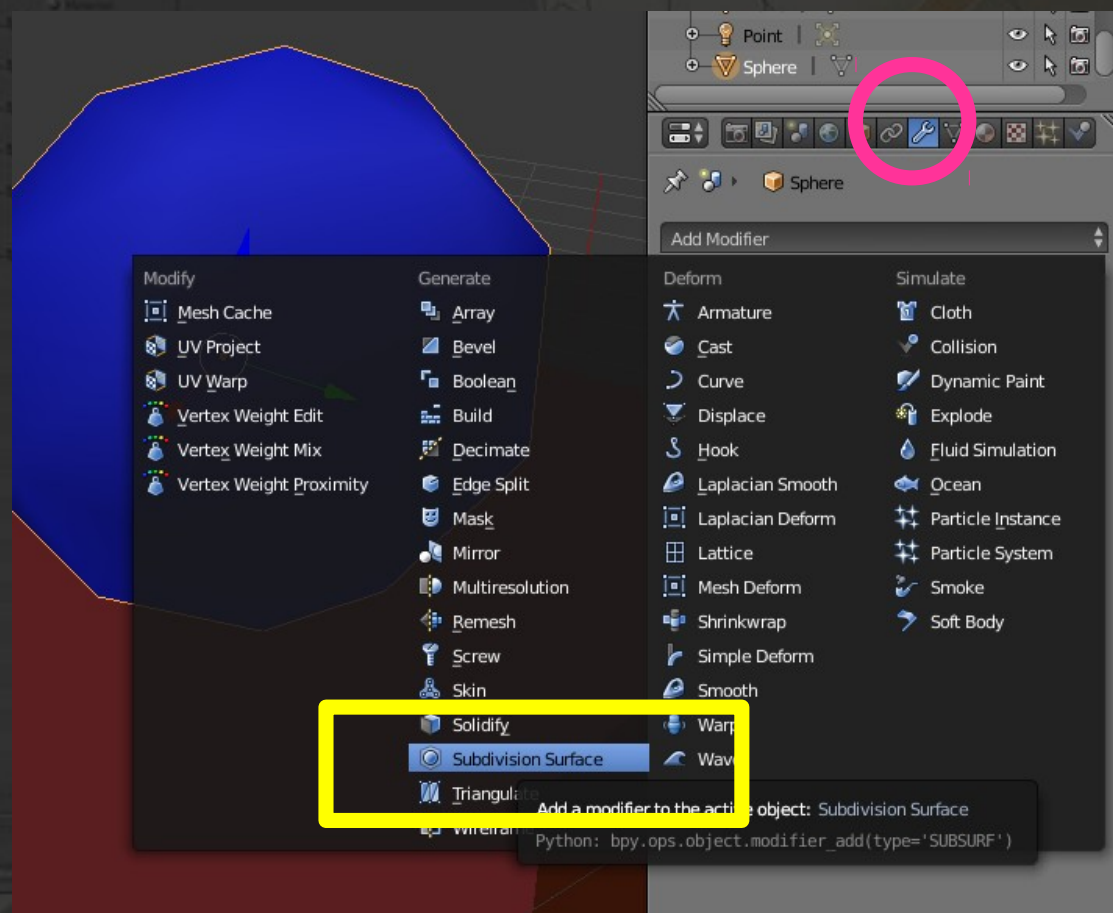 Point
Sphere
Sphere
Add Modifier
Modify
Mesh Cache
UV Project
UV Warp
Vertex Weight Edit
Vertex Weight Mix
Vertex Weight Proximity
Generate
Array
Bevel
Boolean
Build
Decimate
Edge Split
Mask
Mirror
Multiresolution
Remesh
Screw
Skin
Solidify
Subdivision Surface
Triangulate
Wireframe
Deform
Armature
Cast
Curve
Displace
Hook
Laplacian Smooth
Laplacian Deform
Lattice
Mesh Deform
Shrinkwrap
Simple Deform
Smooth
Warp
Wave
Simulate
Cloth
Collision
Dynamic Paint
Explode
Fluid Simulation
Ocean
Particle Instance
Particle System
Smoke
Soft Body
Add a modifier to the active object: Subdivision Surface
Python: bpy.ops.object.modifier_add(type='SUBSURF')